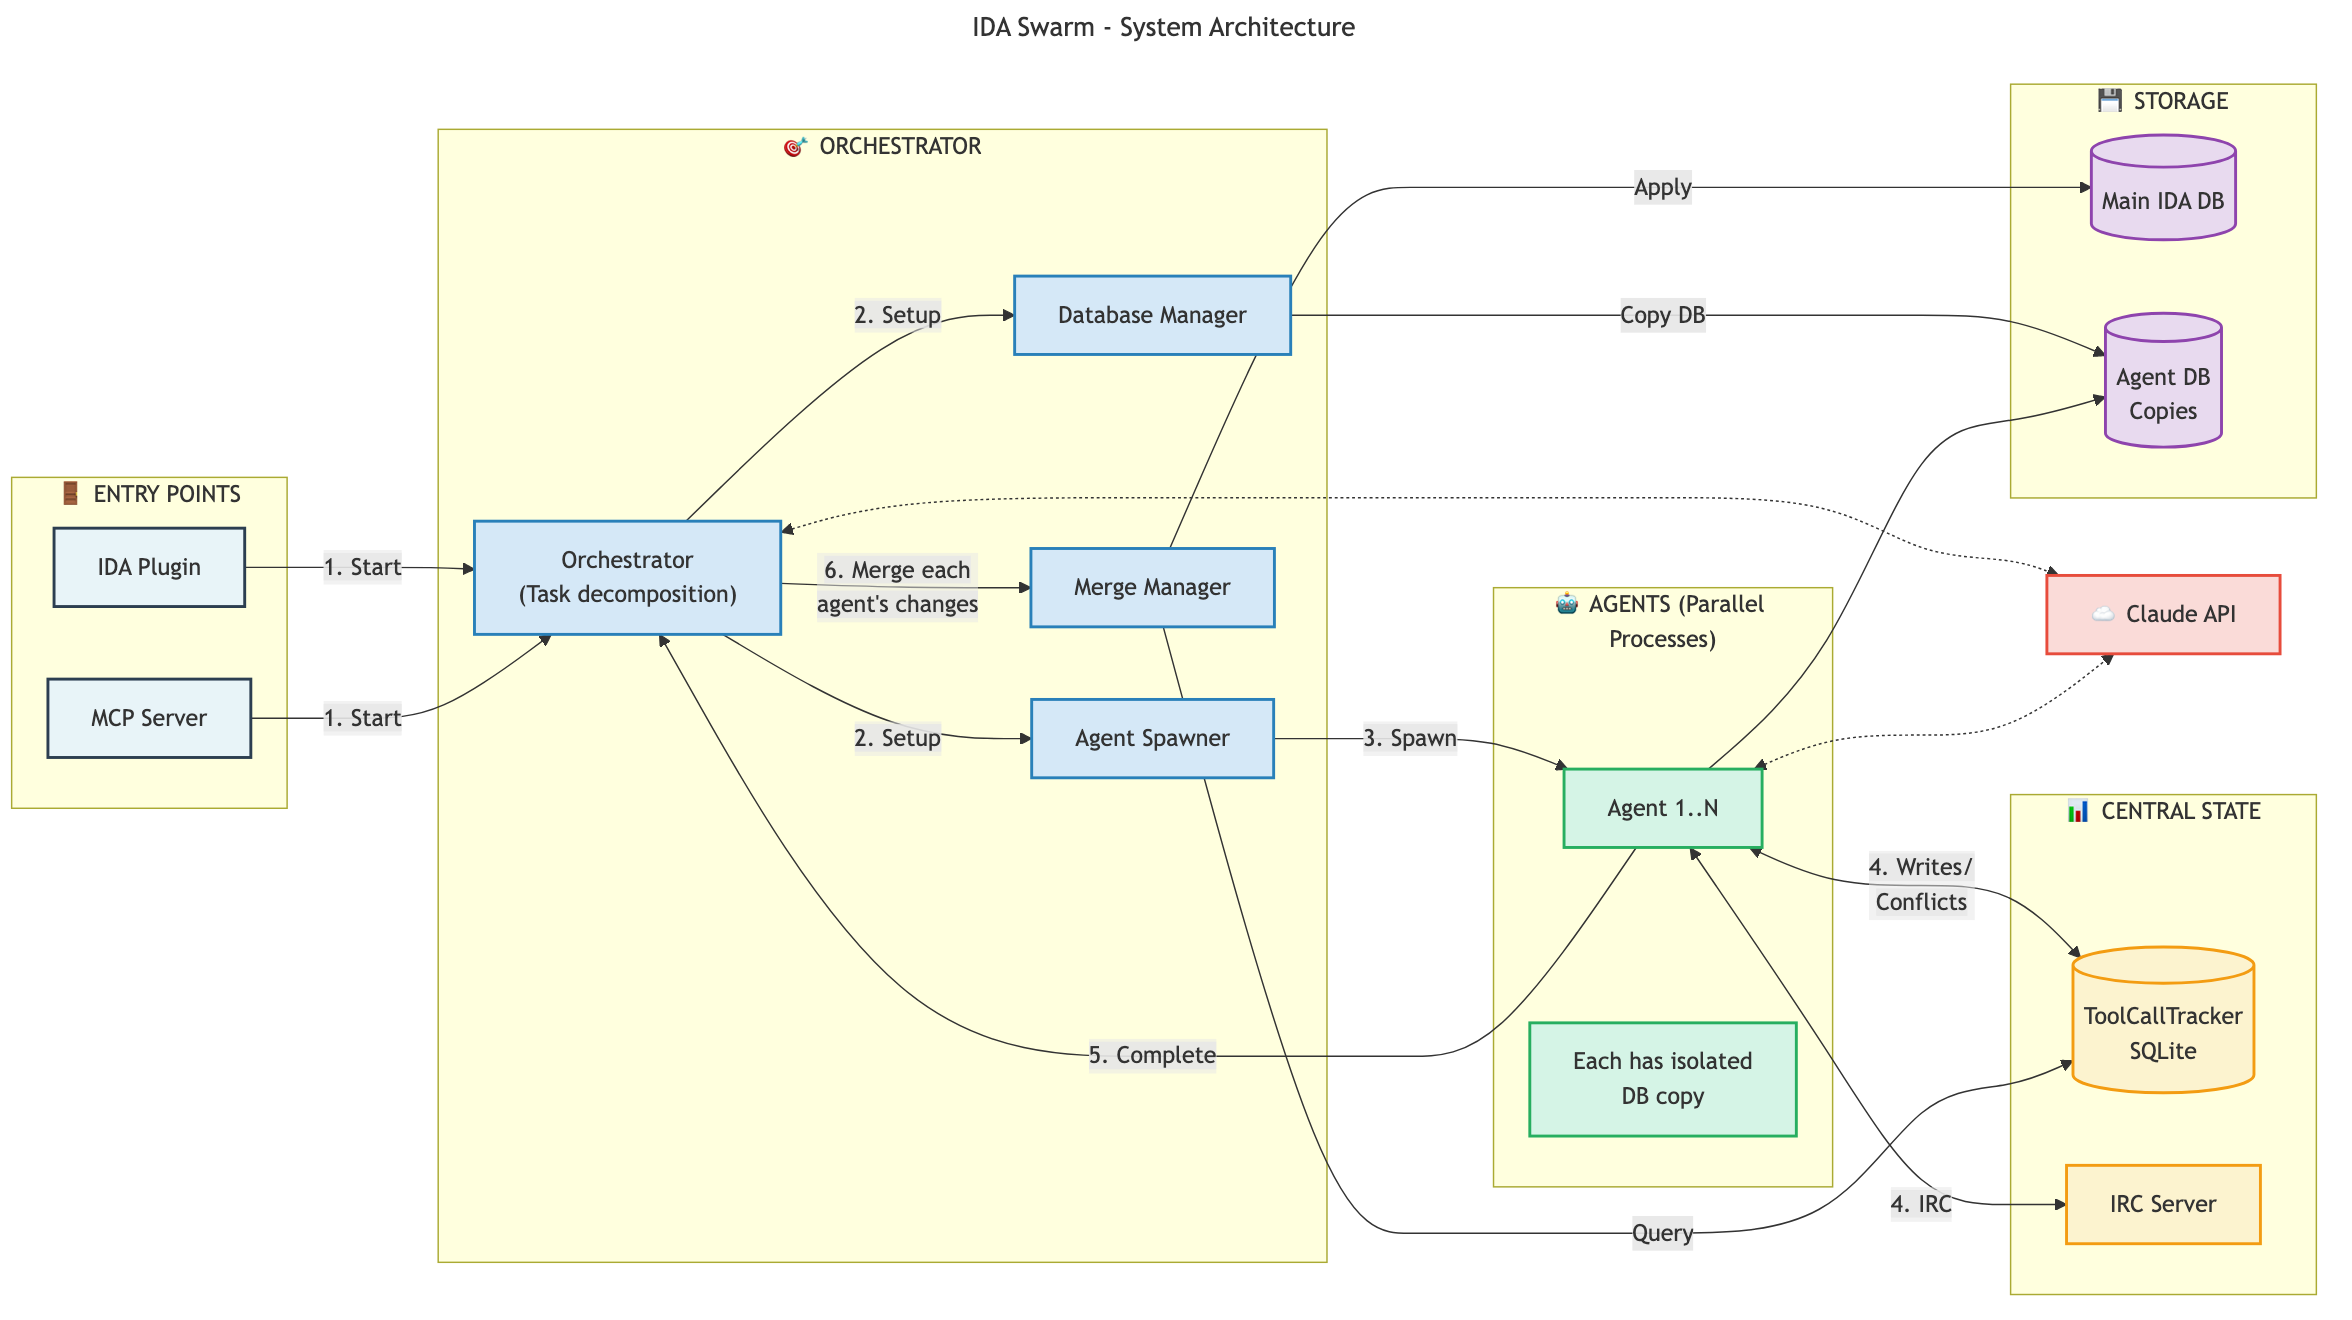 IDA Swarm - System Architecture
ENTRY POINTS
IDA Plugin
MCP Server
1. Start
1. Start
ORCHESTRATOR
Orchestrator
(Task decomposition)
2. Setup
Database Manager
6. Merge each
agent's changes
Merge Manager
2. Setup
Agent Spawner
5. Complete
3. Spawn
Apply
Copy DB
AGENTS (Parallel
Processes)
Agent 1..N
Each has isolated
DB copy
Query
4. Writes/
Conflicts
4. IRC
STORAGE
Main IDA DB
Agent DB
Copies
Claude API
CENTRAL STATE
ToolCallTracker
SQLite
IRC Server